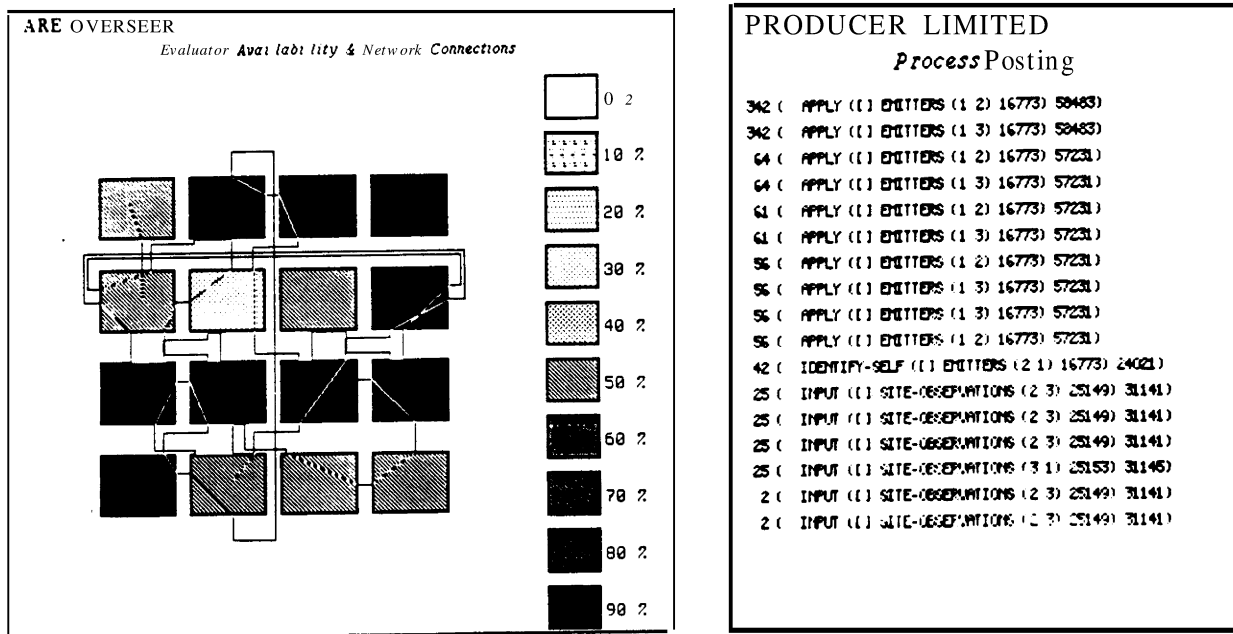 ARE OVERSEER
Evaluator Availability & Network Connections
0 %
10 %
20 %
30 %
40 %
50 %
60 %
70 %
80 %
90 %
PRODUCER LIMITED
Process Posting
342 ( APPLY ([] EMITTERS (1 2) 16773) 58483)
342 ( APPLY ([] EMITTERS (1 3) 16773) 58483)
64 ( APPLY ([] EMITTERS (1 2) 16773) 57231)
64 ( APPLY ([] EMITTERS (1 3) 16773) 57231)
61 ( APPLY ([] EMITTERS (1 2) 16773) 57231)
61 ( APPLY ([] EMITTERS (1 3) 16773) 57231)
56 ( APPLY ([] EMITTERS (1 2) 16773) 57231)
56 ( APPLY ([] EMITTERS (1 3) 16773) 57231)
56 ( APPLY ([] EMITTERS (1 3) 16773) 57231)
56 ( APPLY ([] EMITTERS (1 2) 16773) 57231)
42 ( IDENTIFY-SELF ([] EMITTERS (2 1) 16773) 24021)
25 ( INPUT ([] SITE-OBSERVATIONS (2 3) 25149) 31141)
25 ( INPUT ([] SITE-OBSERVATIONS (2 3) 25149) 31141)
25 ( INPUT ([] SITE-OBSERVATIONS (2 3) 25149) 31141)
25 ( INPUT ([] SITE-OBSERVATIONS (3 1) 25153) 31145)
2 ( INPUT ([] SITE-OBSERVATIONS (2 3) 25149) 31141)
2 ( INPUT ([] SITE-OBSERVATIONS (2 3) 25149) 31141)